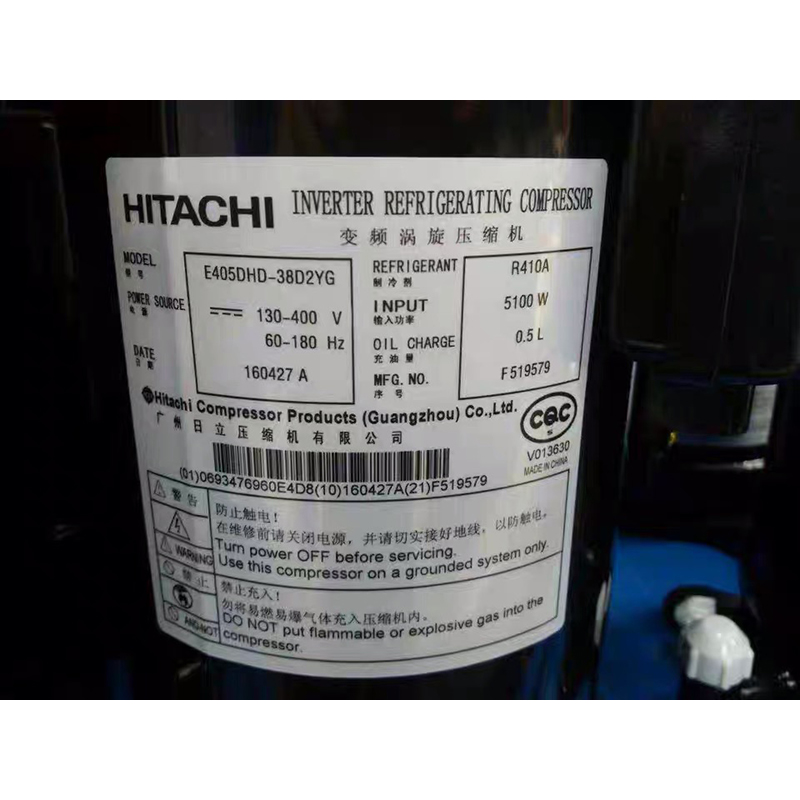 HITACHI INVERTER REFRIGERATING COMPRESSOR
变频涡旋压缩机
MODEL E405DHD-38D2YG
型号
POWER SOURCE 130-400 V
电源 60-180 Hz
DATE 160427 A
日期
REFRIGERANT R410A
制冷剂
INPUT 5100 W
输入功率
OIL CHARGE 0.5 L
充油量
MFG. NO. F519579
序号
Hitachi Compressor Products (Guangzhou) Co., Ltd.
广州日立压缩机有限公司
CQC
V013630
MADE IN CHINA
(01)0693476960E4D8(10)160427A(21)F519579
警告
WARNING
防止触电!
在维修前请关闭电源，并请切实接好地线，以防触电。
Turn power OFF before servicing.
Use this compressor on a grounded system only.
禁止
AND-NOT
禁止充入!
勿将易燃易爆气体充入压缩机内。
DO NOT put flammable or explosive gas into the
compressor.